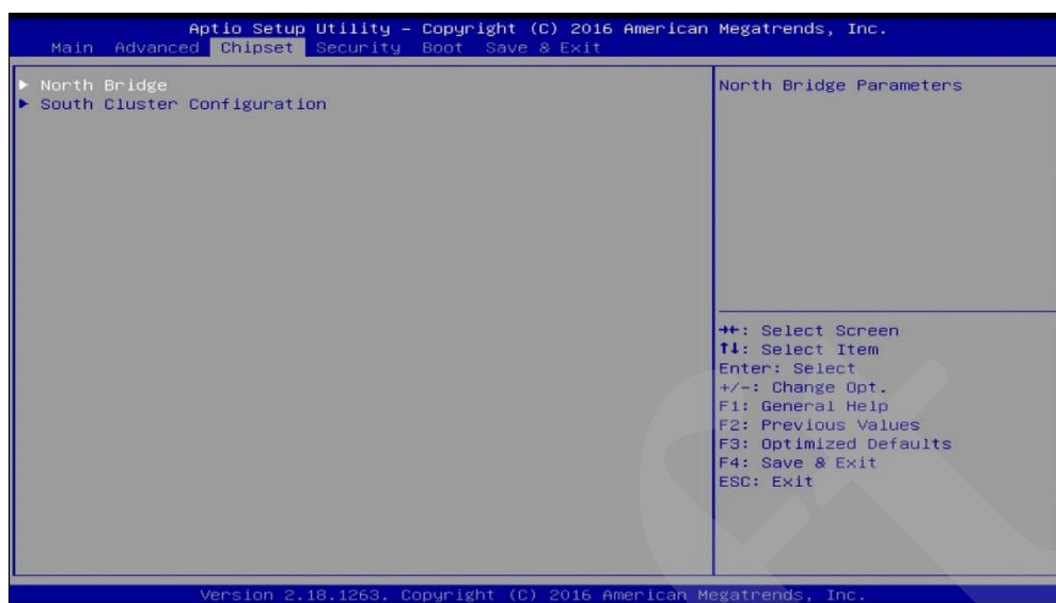 Aptio Setup Utility – Copyright (C) 2016 American Megatrends, Inc.
Main Advanced Chipset Security Boot Save & Exit
► North Bridge
► South Cluster Configuration
North Bridge Parameters
→←: Select Screen
↑↓: Select Item
Enter: Select
+/-: Change Opt.
F1: General Help
F2: Previous Values
F3: Optimized Defaults
F4: Save & Exit
ESC: Exit
Version 2.18.1263. Copyright (C) 2016 American Megatrends, Inc.